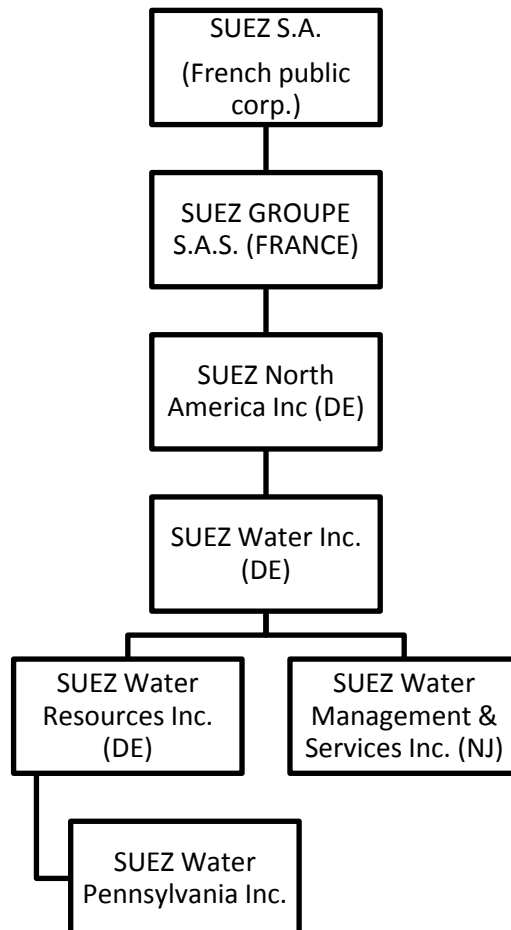 SUEZ S.A.
(French public
corp.)
SUEZ GROUPE
S.A.S. (FRANCE)
SUEZ North
America Inc (DE)
SUEZ Water Inc.
(DE)
SUEZ Water
Resources Inc.
(DE)
SUEZ Water
Management &
Services Inc. (NJ)
SUEZ Water
Pennsylvania Inc.